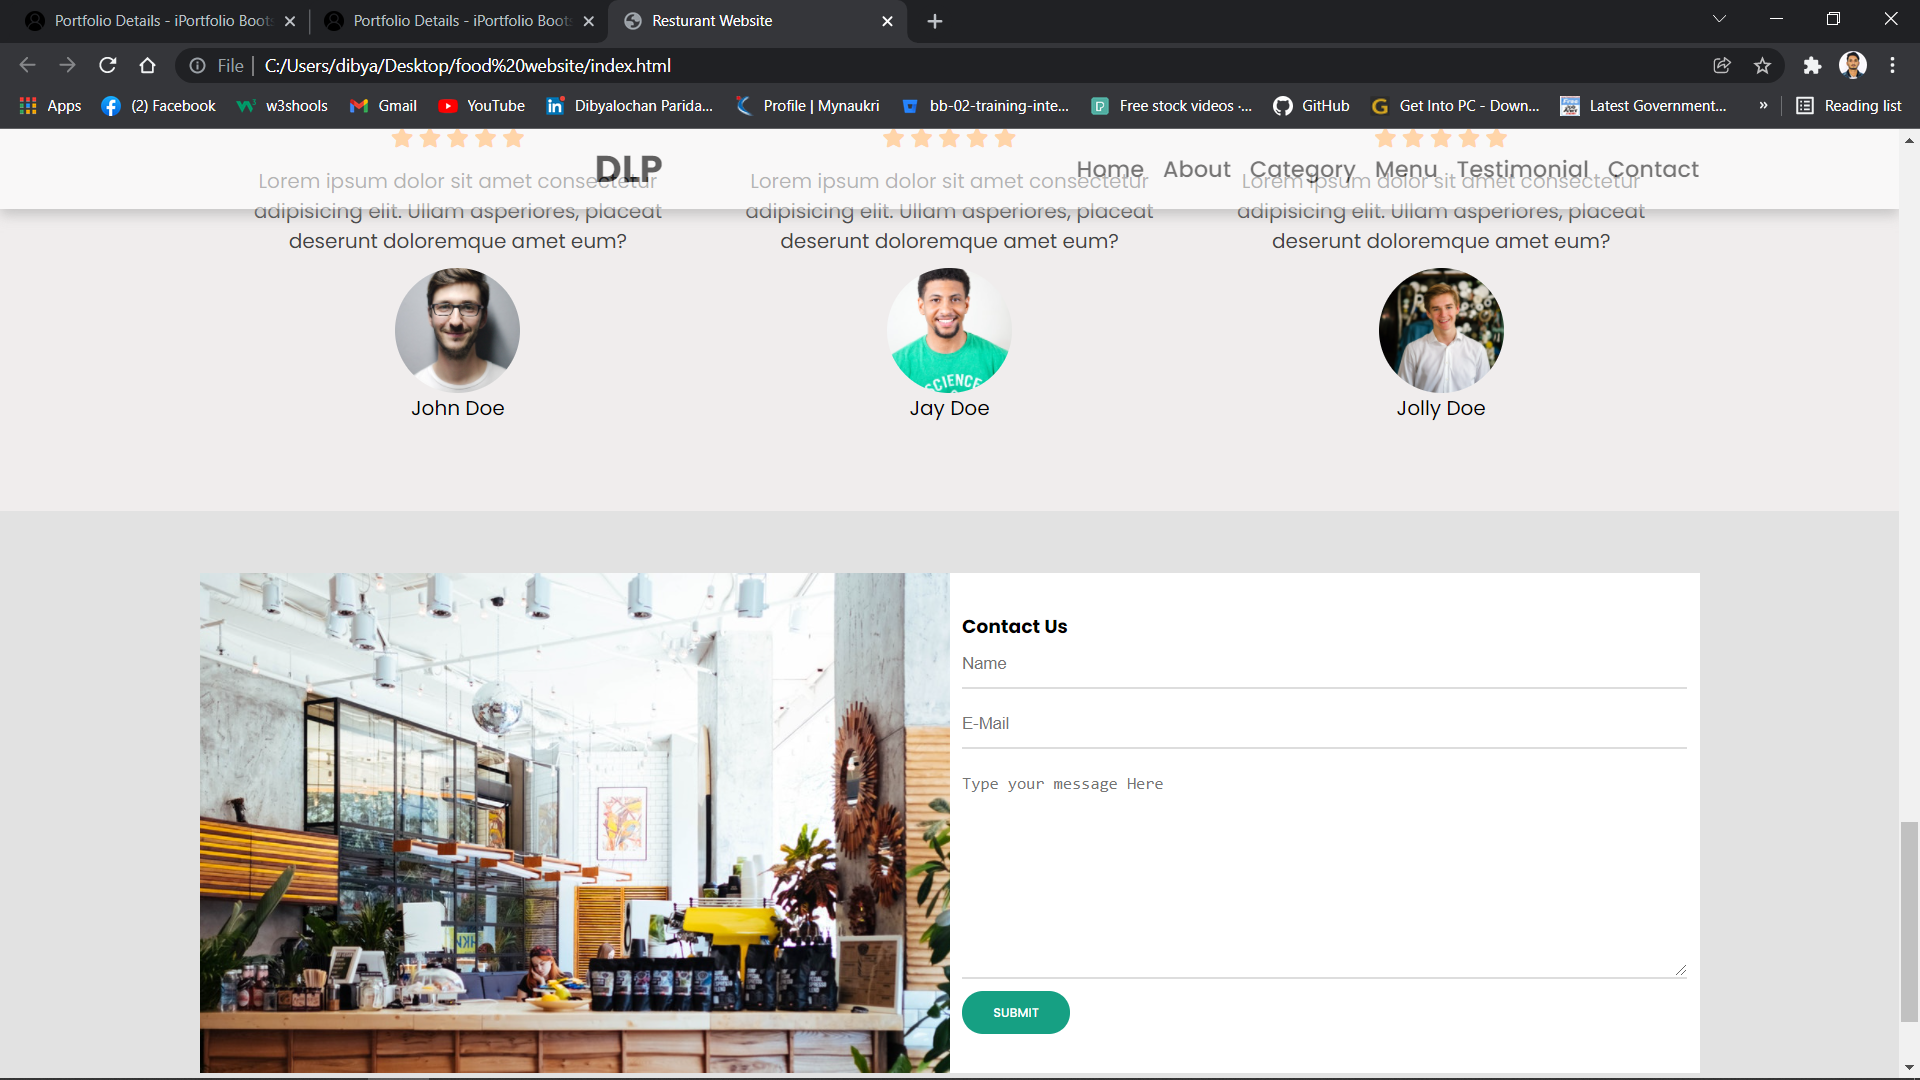 Portfolio Details - iPortfolio Boots
Portfolio Details - iPortfolio Boots
Resturant Website
File
C:/Users/dibya/Desktop/food%20website/index.html
Apps
(2) Facebook
w3shools
Gmail
YouTube
Dibyalochan Parida...
Profile | Mynaukri
bb-02-training-inte...
Free stock videos ·...
GitHub
Get Into PC - Down...
Latest Government...
»
Reading list
DLP
Home About Category Menu Testimonial Contact
Lorem ipsum dolor sit amet consectetur
adipisicing elit. Ullam asperiores, placeat
deserunt doloremque amet eum?
John Doe
Lorem ipsum dolor sit amet consectetur
adipisicing elit. Ullam asperiores, placeat
deserunt doloremque amet eum?
SCIENCE
Jay Doe
Lorem ipsum dolor sit amet consectetur
adipisicing elit. Ullam asperiores, placeat
deserunt doloremque amet eum?
Jolly Doe
Contact Us
Name
E-Mail
Type your message Here
SUBMIT